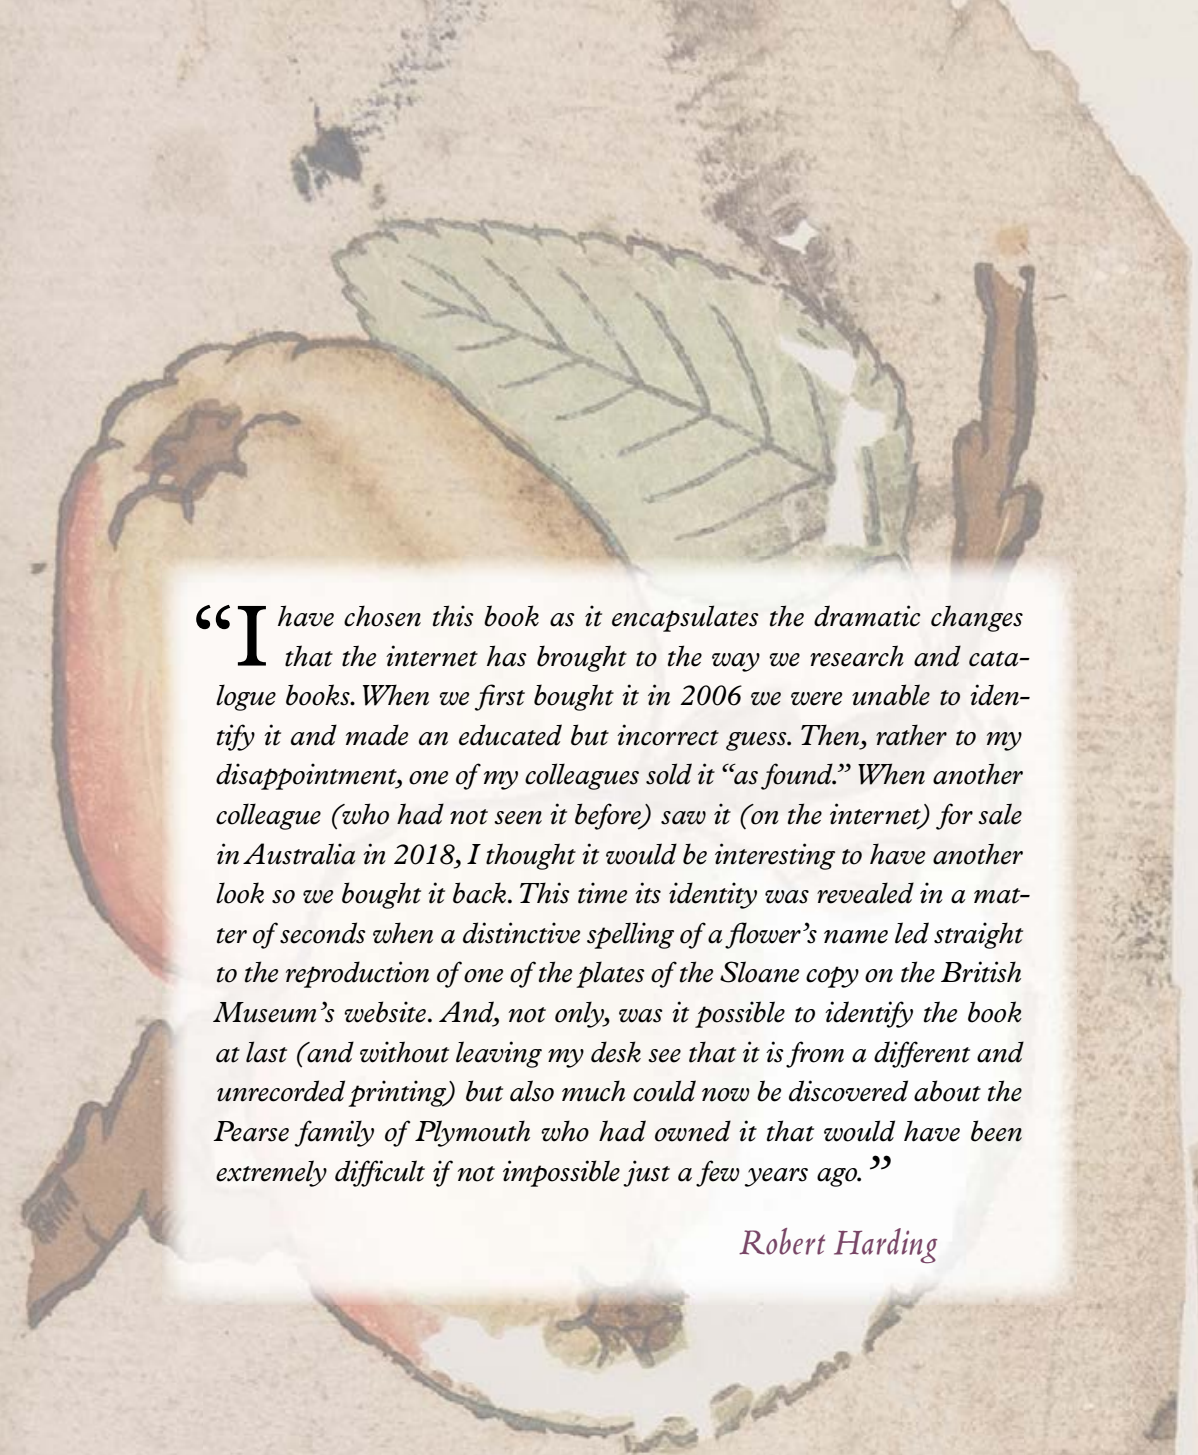 “I have chosen this book as it encapsulates the dramatic changes
that the internet has brought to the way we research and cata-
logue books. When we first bought it in 2006 we were unable to iden-
tify it and made an educated but incorrect guess. Then, rather to my
disappointment, one of my colleagues sold it “as found.” When another
colleague (who had not seen it before) saw it (on the internet) for sale
in Australia in 2018, I thought it would be interesting to have another
look so we bought it back. This time its identity was revealed in a mat-
ter of seconds when a distinctive spelling of a flower’s name led straight
to the reproduction of one of the plates of the Sloane copy on the British
Museum’s website. And, not only, was it possible to identify the book
at last (and without leaving my desk see that it is from a different and
unrecorded printing) but also much could now be discovered about the
Pearse family of Plymouth who had owned it that would have been
extremely difficult if not impossible just a few years ago.”
Robert Harding